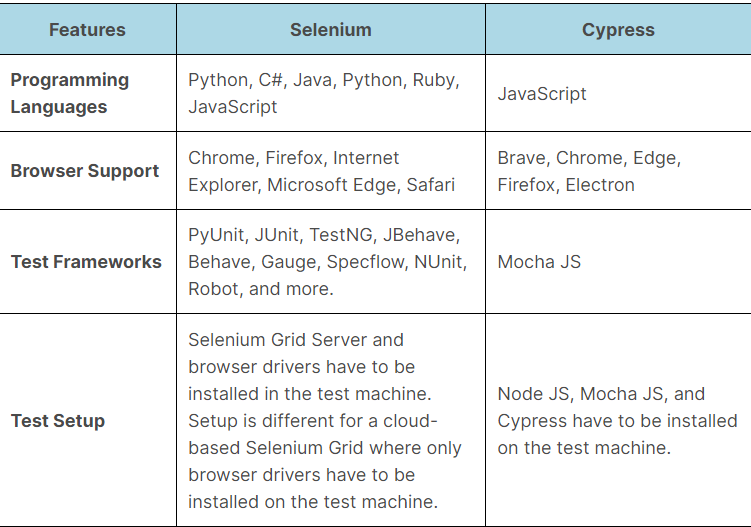 Features Selenium Cypress
Programming
Languages
Python, C#, Java, Python, Ruby,
JavaScript
JavaScript
Browser Support
Chrome, Firefox, Internet
Explorer, Microsoft Edge, Safari
Brave, Chrome, Edge,
Firefox, Electron
Test Frameworks
PyUnit, JUnit, TestNG, JBehave,
Behave, Gauge, Specflow, NUnit,
Robot, and more.
Mocha JS
Test Setup
Selenium Grid Server and
browser drivers have to be
installed in the test machine.
Setup is different for a cloud-
based Selenium Grid where only
browser drivers have to be
installed on the test machine.
Node JS, Mocha JS, and
Cypress have to be installed
on the test machine.